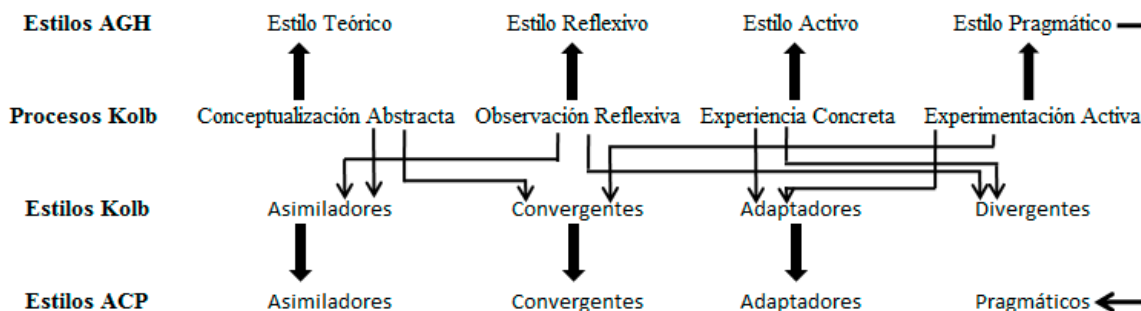 Estilos AGH Estilo Teórico Estilo Reflexivo Estilo Activo Estilo Pragmático
Procesos Kolb Conceptualización Abstracta Observación Reflexiva Experiencia Concreta Experimentación Activa
Estilos Kolb Asimiladores Convergentes Adaptadores Divergentes
Estilos ACP Asimiladores Convergentes Adaptadores Pragmáticos